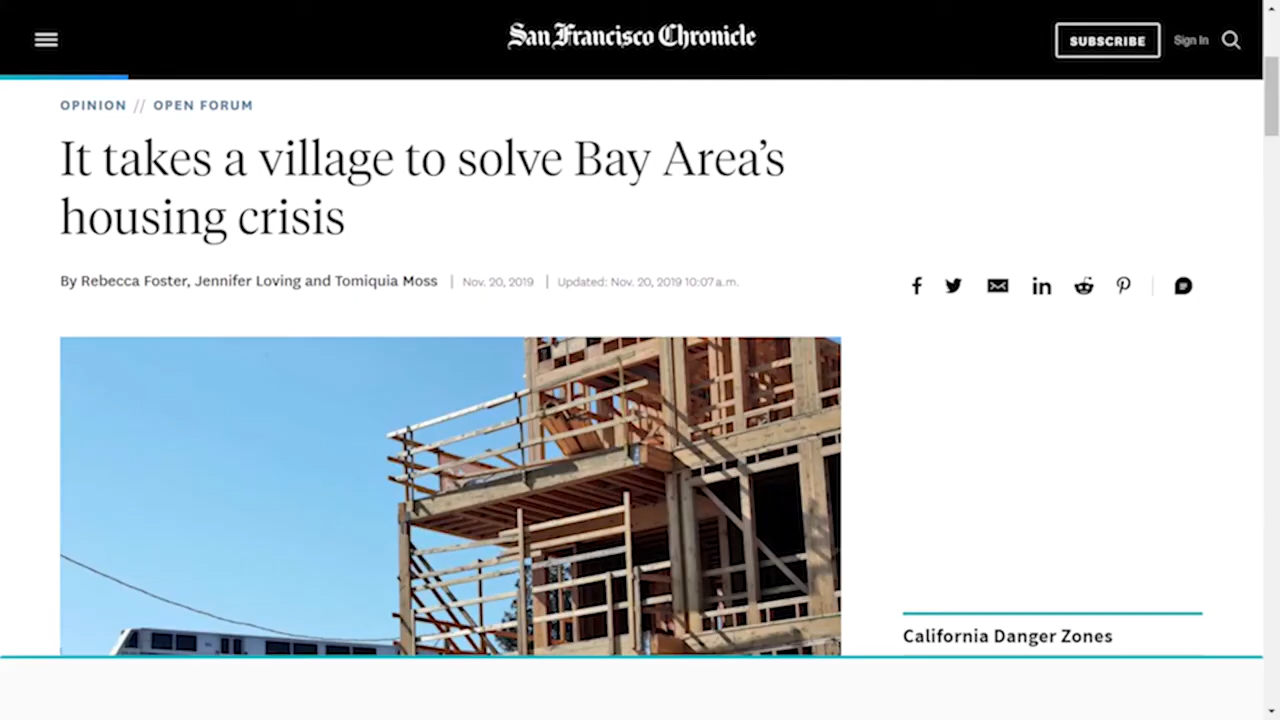 San Francisco Chronicle
SUBSCRIBE
Sign In
OPINION // OPEN FORUM
It takes a village to solve Bay Area's
housing crisis
By Rebecca Foster, Jennifer Loving and Tomiquia Moss | Nov. 20, 2019 | Updated: Nov. 20, 2019 10:07 a.m.
California Danger Zones